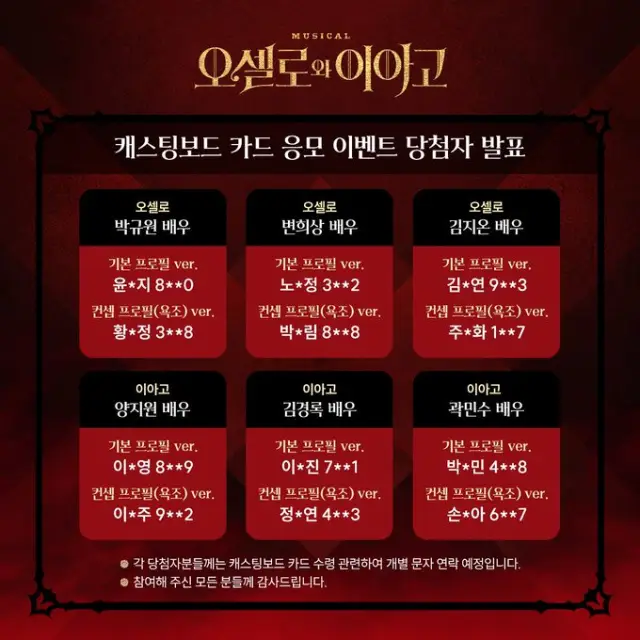 MUSICAL
오셀로와 이아고
캐스팅보드 카드 응모 이벤트 당첨자 발표
오셀로
박규원 배우
기본 프로필 ver.
윤*지 8**0
컨셉 프로필(욕조) ver.
황*정 3**8
오셀로
변희상 배우
기본 프로필 ver.
노*정 3**2
컨셉 프로필(욕조) ver.
박*림 8**8
오셀로
김지온 배우
기본 프로필 ver.
김*연 9**3
컨셉 프로필(욕조) ver.
주*화 1**7
이아고
양지원 배우
기본 프로필 ver.
이*영 8**9
컨셉 프로필(욕조) ver.
이*주 9**2
이아고
김경록 배우
기본 프로필 ver.
이*진 7**1
컨셉 프로필(욕조) ver.
정*연 4**3
이아고
곽민수 배우
기본 프로필 ver.
박*민 4**8
컨셉 프로필(욕조) ver.
손*아 6**7
각 당첨자분들께는 캐스팅보드 카드 수령 관련하여 개별 문자 연락 예정입니다.
참여해 주신 모든 분들께 감사드립니다.